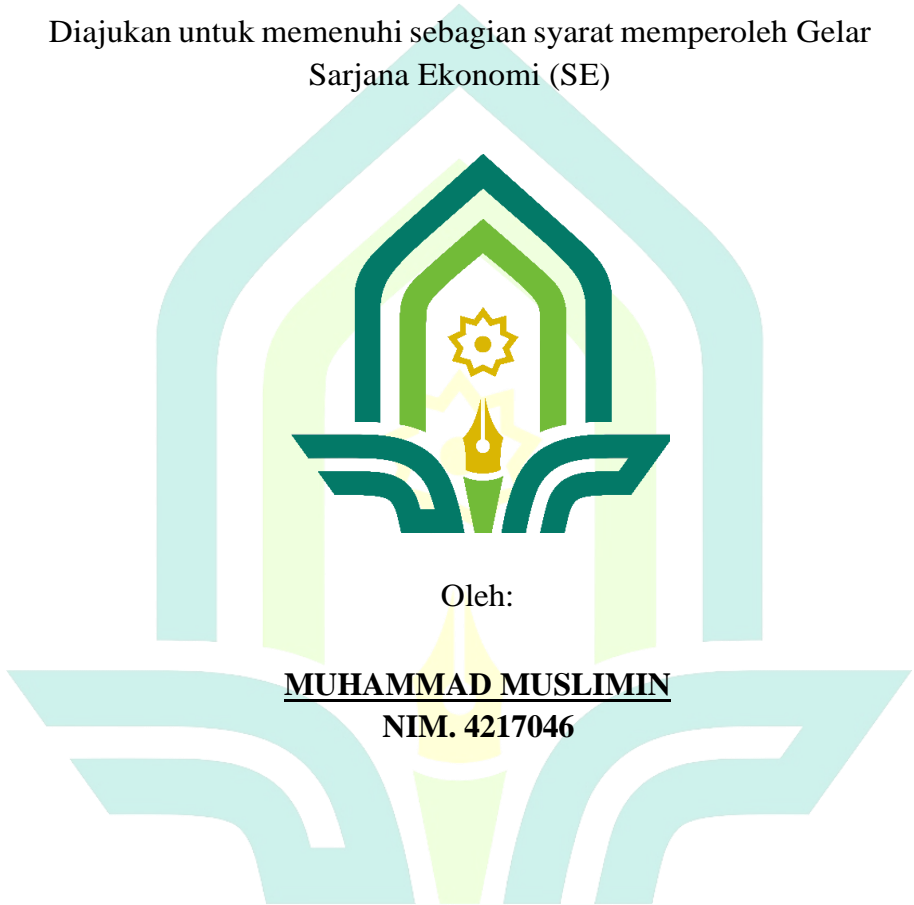 Diajukan untuk memenuhi sebagian syarat memperoleh Gelar
Sarjana Ekonomi (SE)
Oleh:
MUHAMMAD MUSLIMIN
NIM. 4217046